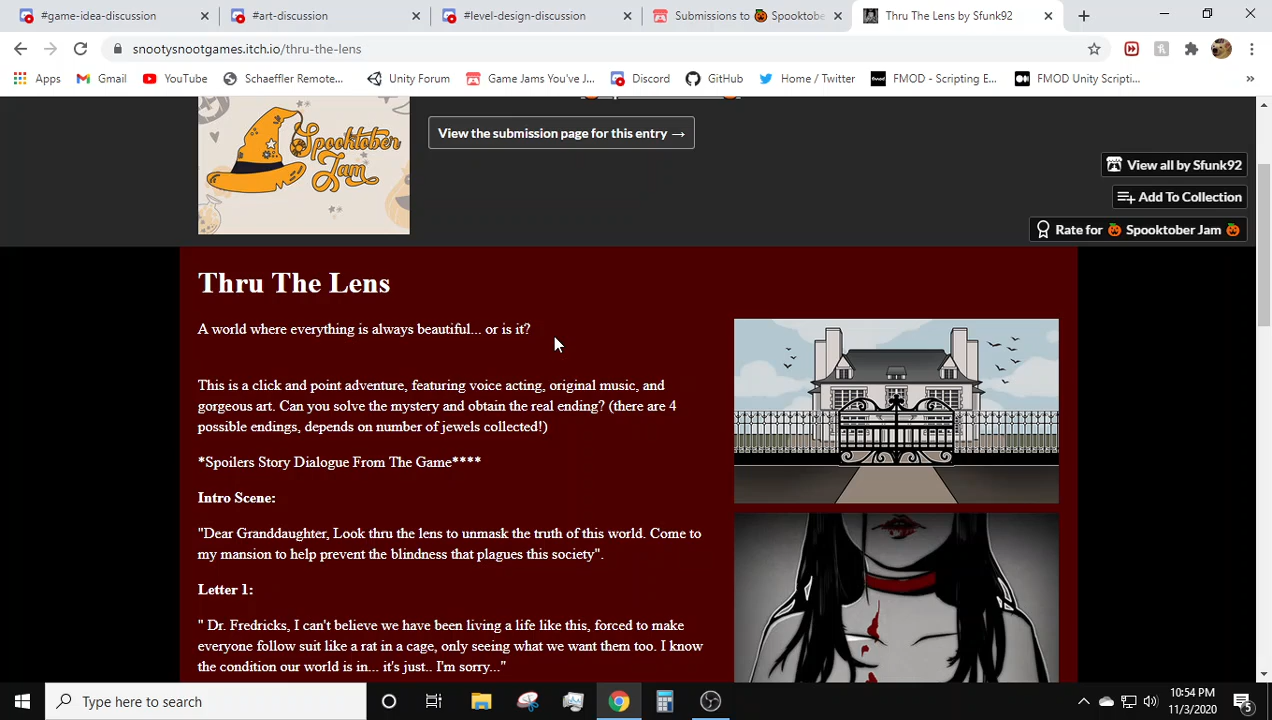 #game-idea-discussion
#art-discussion
#level-design-discussion
Submissions to 🎃 Spooktobe
Thru The Lens by Sfunk92
snootysnootgames.itch.io/thru-the-lens
Apps
Gmail
YouTube
Schaeffler Remote...
Unity Forum
Game Jams You've J...
Discord
GitHub
Home / Twitter
FMOD - Scripting E...
FMOD Unity Scripti...
»
Spooktober
Jam
View the submission page for this entry →
View all by Sfunk92
Add To Collection
Rate for 🎃 Spooktober Jam 🎃
Thru The Lens
A world where everything is always beautiful... or is it?
This is a click and point adventure, featuring voice acting, original music, and
gorgeous art. Can you solve the mystery and obtain the real ending? (there are 4
possible endings, depends on number of jewels collected!)
*Spoilers Story Dialogue From The Game****
Intro Scene:
"Dear Granddaughter, Look thru the lens to unmask the truth of this world. Come to
my mansion to help prevent the blindness that plagues this society".
Letter 1:
" Dr. Fredricks, I can't believe we have been living a life like this, forced to make
everyone follow suit like a rat in a cage, only seeing what we want them too. I know
the condition our world is in... it's just.. I'm sorry..."
Type here to search
10:54 PM
11/3/2020
5